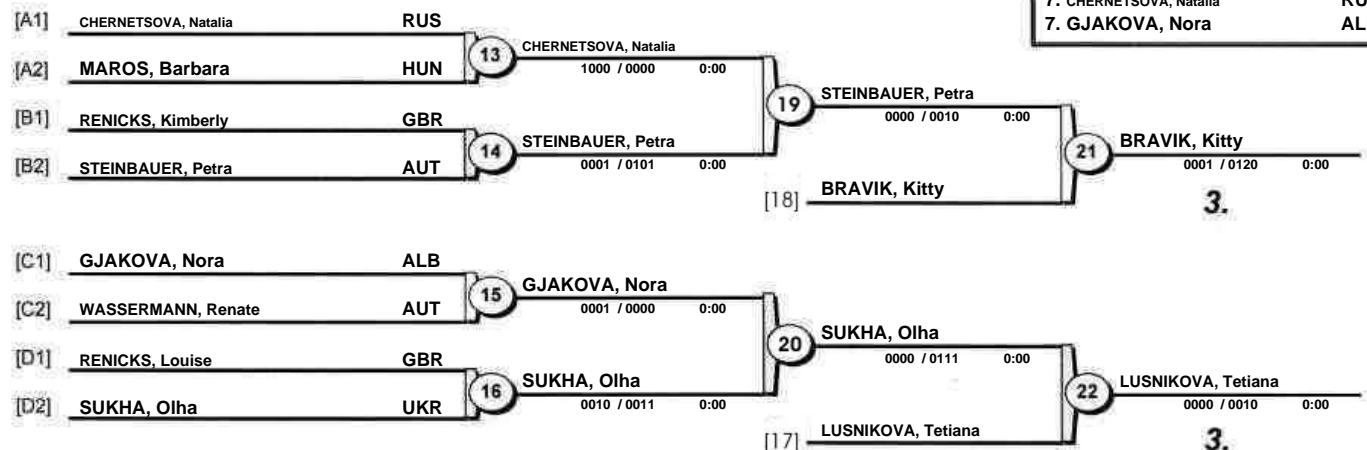 7. CHERNETSOVA, Natalia
7. GJAKOVA, Nora AL
[A1] CHERNETSOVA, Natalia RUS
13 CHERNETSOVA, Natalia
1000 / 0000 0:00
[A2] MAROS, Barbara HUN
19 STEINBAUER, Petra
0000 / 0010 0:00
[B1] RENICKS, Kimberly GBR
14 STEINBAUER, Petra
0001 / 0101 0:00
[B2] STEINBAUER, Petra AUT
21 BRAVIK, Kitty
0001 / 0120 0:00
[18] BRAVIK, Kitty
3.
[C1] GJAKOVA, Nora ALB
15 GJAKOVA, Nora
0001 / 0000 0:00
[C2] WASSERMANN, Renate AUT
20 SUKHA, Olha
0000 / 0111 0:00
[D1] RENICKS, Louise GBR
16 SUKHA, Olha
0010 / 0011 0:00
[D2] SUKHA, Olha UKR
22 LUSNIKOVA, Tetiana
0000 / 0010 0:00
[17] LUSNIKOVA, Tetiana
3.